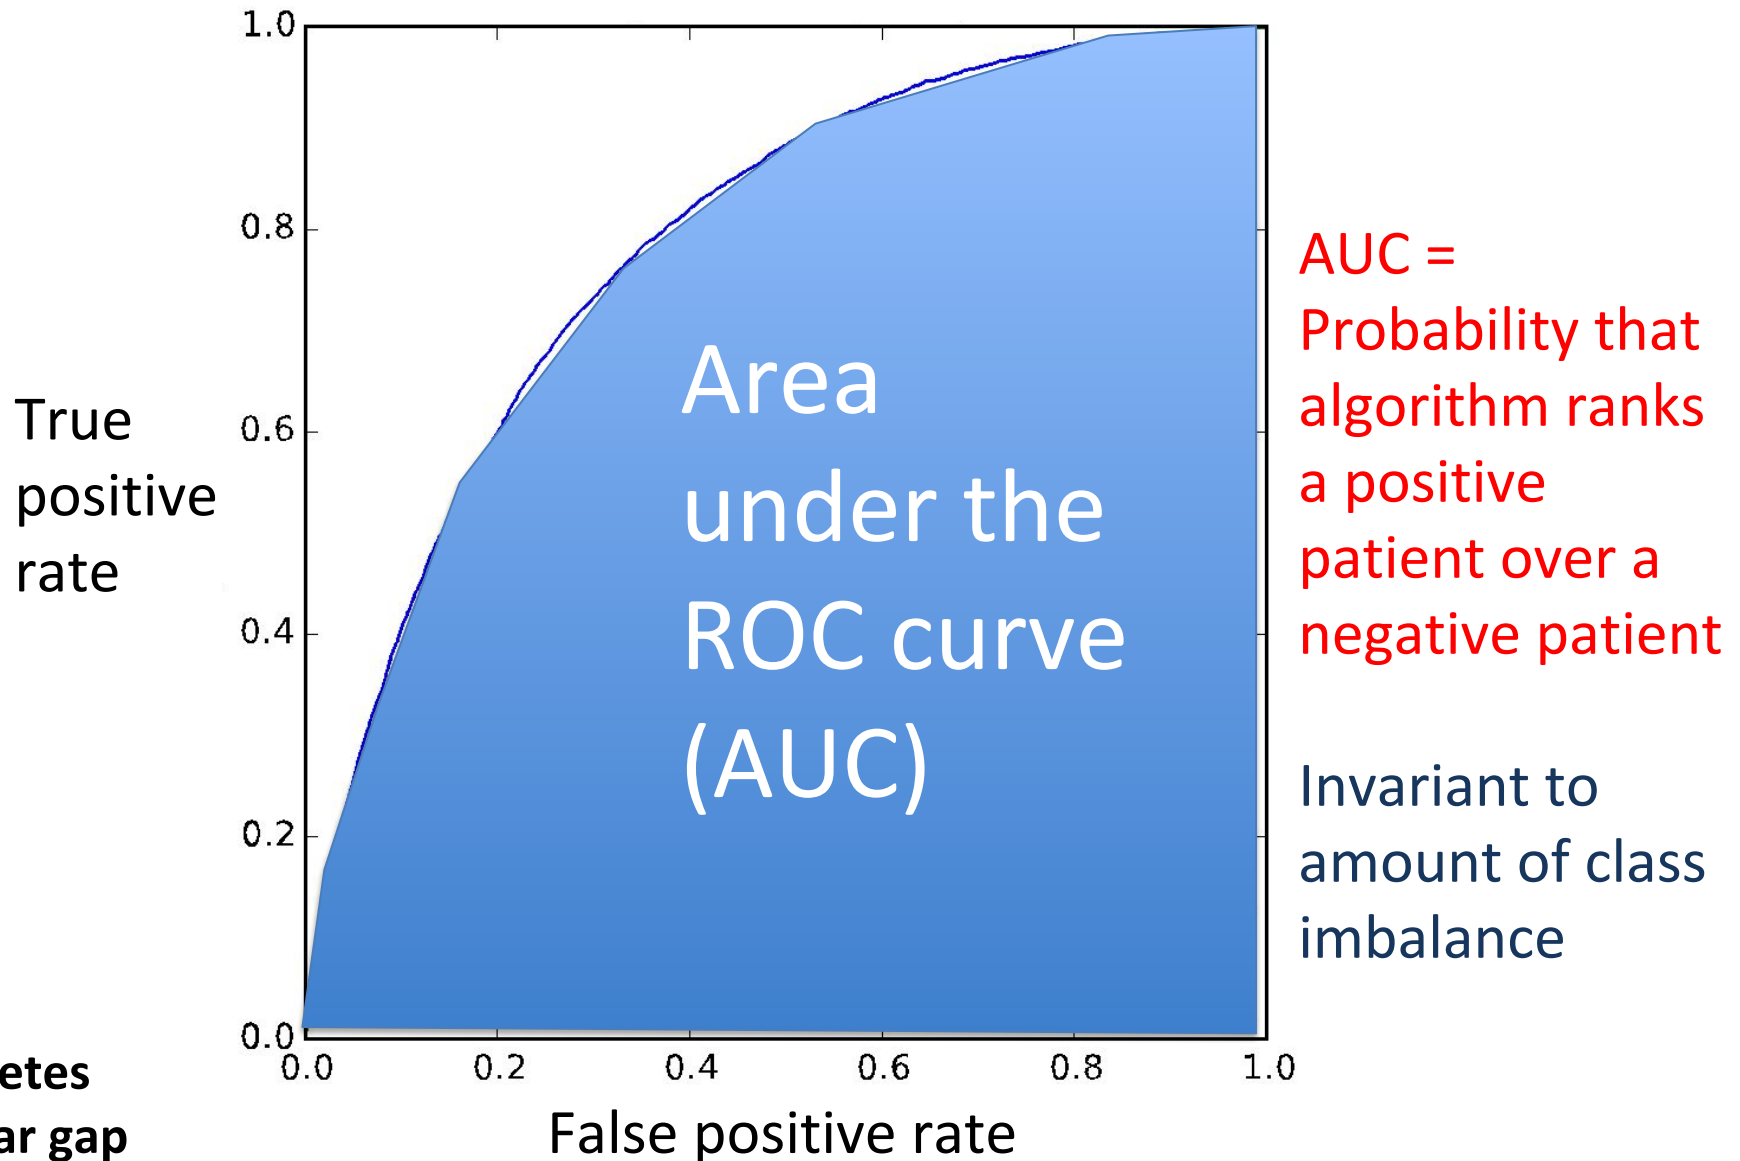 1.0
0.8
0.6
0.4
0.2
0.0
True
positive
rate
Area
under the
ROC curve
(AUC)
AUC =
Probability that
algorithm ranks
a positive
patient over a
negative patient
Invariant to
amount of class
imbalance
0.0 0.2 0.4 0.6 0.8 1.0
False positive rate
etes
ar gap